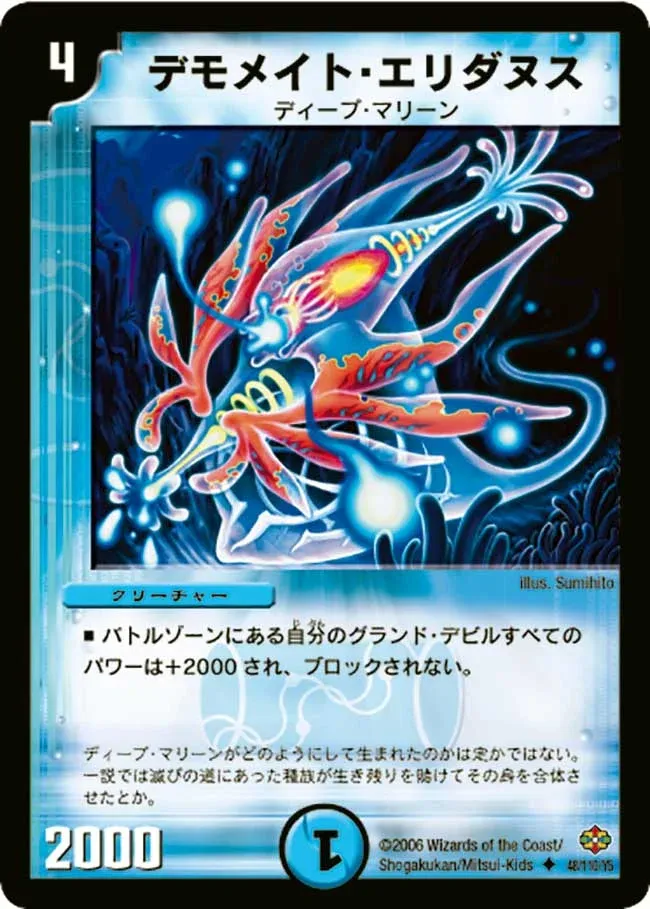 4
デモメイト・エリダヌス
ディープ・マリーン
illus. Sumihito
クリーチャー
■ バトルゾーンにある自分のグランド・デビルすべての
パワーは+2000 され、ブロックされない。
ディープ・マリーンがどのようにして生まれたのかは定かではない。
一説では滅びの道にあった種族が生き残りを賭けてその身を合体さ
せたとか。
2000
1
©2006 Wizards of the Coast/
Shogakukan/Mitsui-Kids ◆ 48/110 Y5